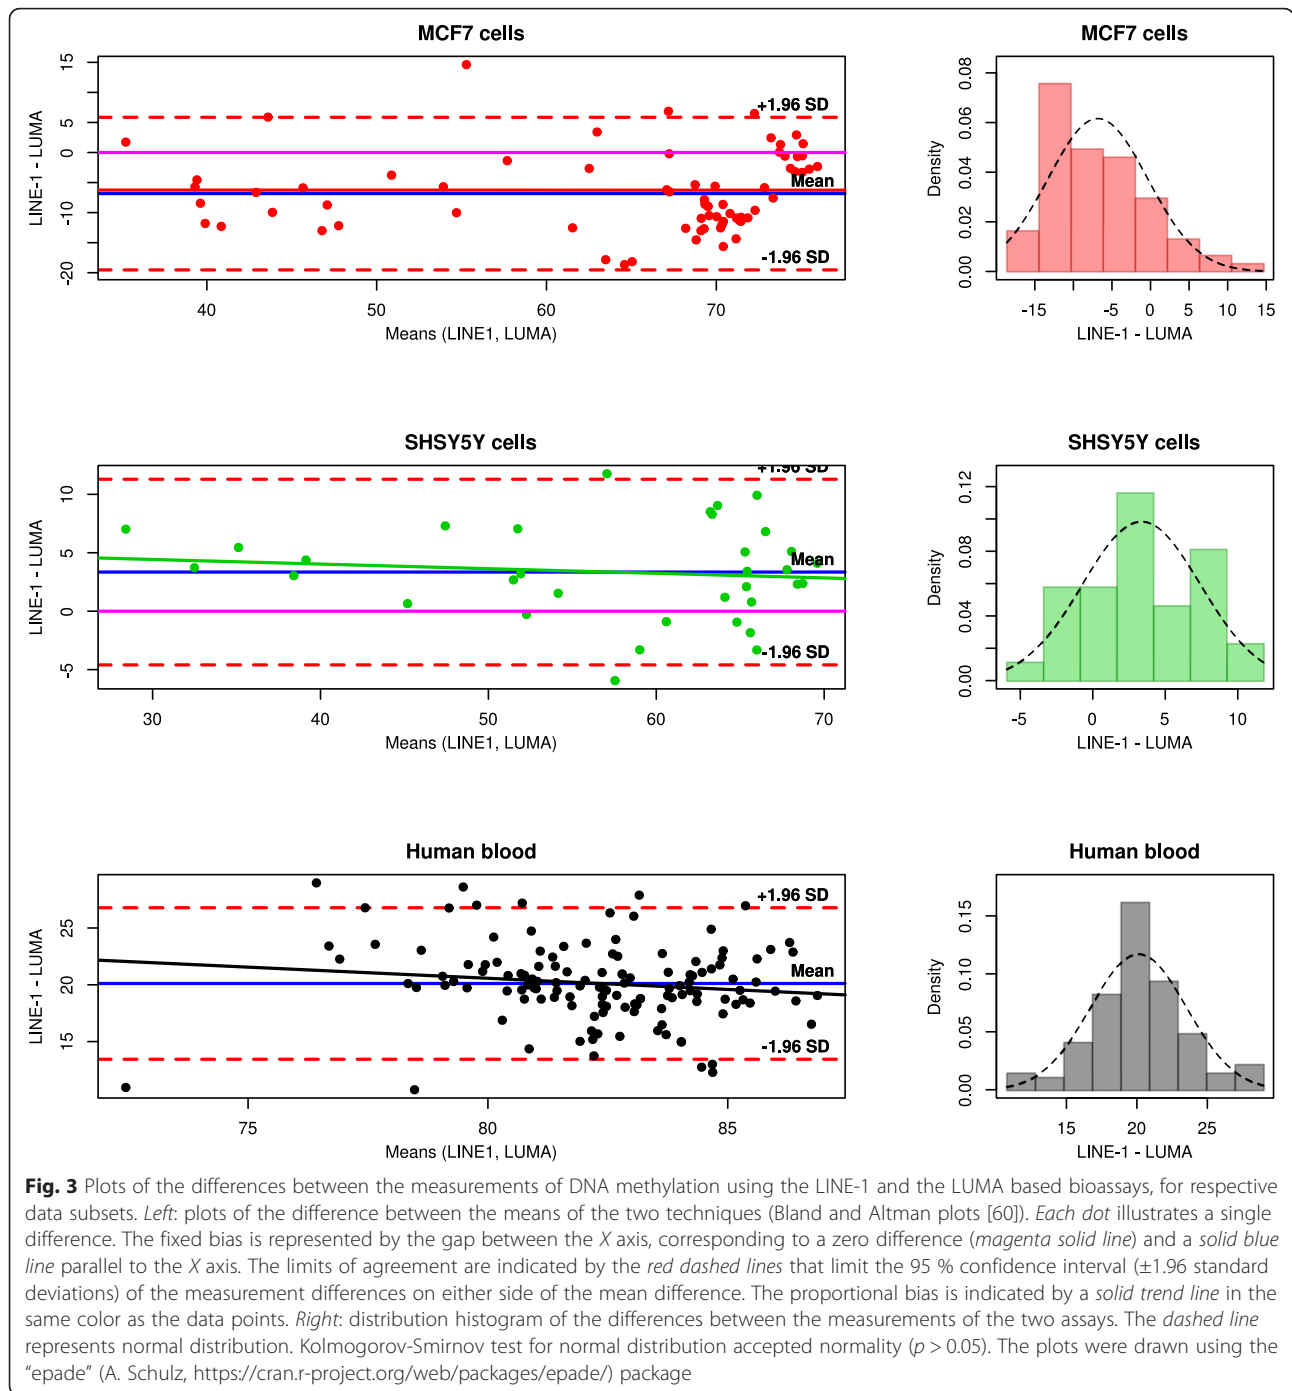 MCF7 cells
15
5
0
-10
-20
LINE-1 - LUMA
+1.96 SD
Mean
-1.96 SD
40
50
60
70
Means (LINE1, LUMA)
MCF7 cells
0.08
0.06
0.04
0.02
0.00
Density
-15
-5
0
5
10
15
LINE-1 - LUMA
SHSY5Y cells
10
5
0
-5
LINE-1 - LUMA
+1.96 SD
Mean
-1.96 SD
30
40
50
60
70
Means (LINE1, LUMA)
SHSY5Y cells
0.12
0.08
0.04
0.00
Density
-5
0
5
10
LINE-1 - LUMA
Human blood
25
20
15
LINE-1 - LUMA
+1.96 SD
Mean
-1.96 SD
75
80
85
Means (LINE1, LUMA)
Human blood
0.15
0.10
0.05
0.00
Density
15
20
25
LINE-1 - LUMA
Fig. 3 Plots of the differences between the measurements of DNA methylation using the LINE-1 and the LUMA based bioassays, for respective
data subsets. Left: plots of the difference between the means of the two techniques (Bland and Altman plots [60]). Each dot illustrates a single
difference. The fixed bias is represented by the gap between the X axis, corresponding to a zero difference (magenta solid line) and a solid blue
line parallel to the X axis. The limits of agreement are indicated by the red dashed lines that limit the 95 % confidence interval (±1.96 standard
deviations) of the measurement differences on either side of the mean difference. The proportional bias is indicated by a solid trend line in the
same color as the data points. Right: distribution histogram of the differences between the measurements of the two assays. The dashed line
represents normal distribution. Kolmogorov-Smirnov test for normal distribution accepted normality (p > 0.05). The plots were drawn using the
“epade” (A. Schulz, https://cran.r-project.org/web/packages/epade/) package